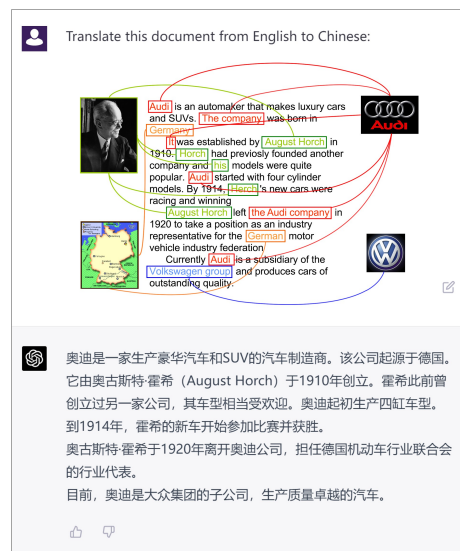 Translate this document from English to Chinese:
Audi is an automaker that makes luxury cars
and SUVs. The company was born in
Germany
It was established by August Horch in
1910. Horch had previosly founded another
company and his models were quite
popular. Audi started with four cylinder
models. By 1914, Herch 's new cars were
racing and winning
August Horch left the Audi company in
1920 to take a position as an industry
representative for the German motor
vehicle industry federation
Currently Audi is a subsidiary of the
Volkswagen group and produces cars of
outstanding quality.
Audi
奥迪是一家生产豪华汽车和SUV的汽车制造商。该公司起源于德国。
它由奥古斯特·霍希（August Horch）于1910年创立。霍希此前曾
创立过另一家公司，其车型相当受欢迎。奥迪起初生产四缸车型。
到1914年，霍希的新车开始参加比赛并获胜。
奥古斯特·霍希于1920年离开奥迪公司，担任德国机动车行业联合会
的行业代表。
目前，奥迪是大众集团的子公司，生产质量卓越的汽车。